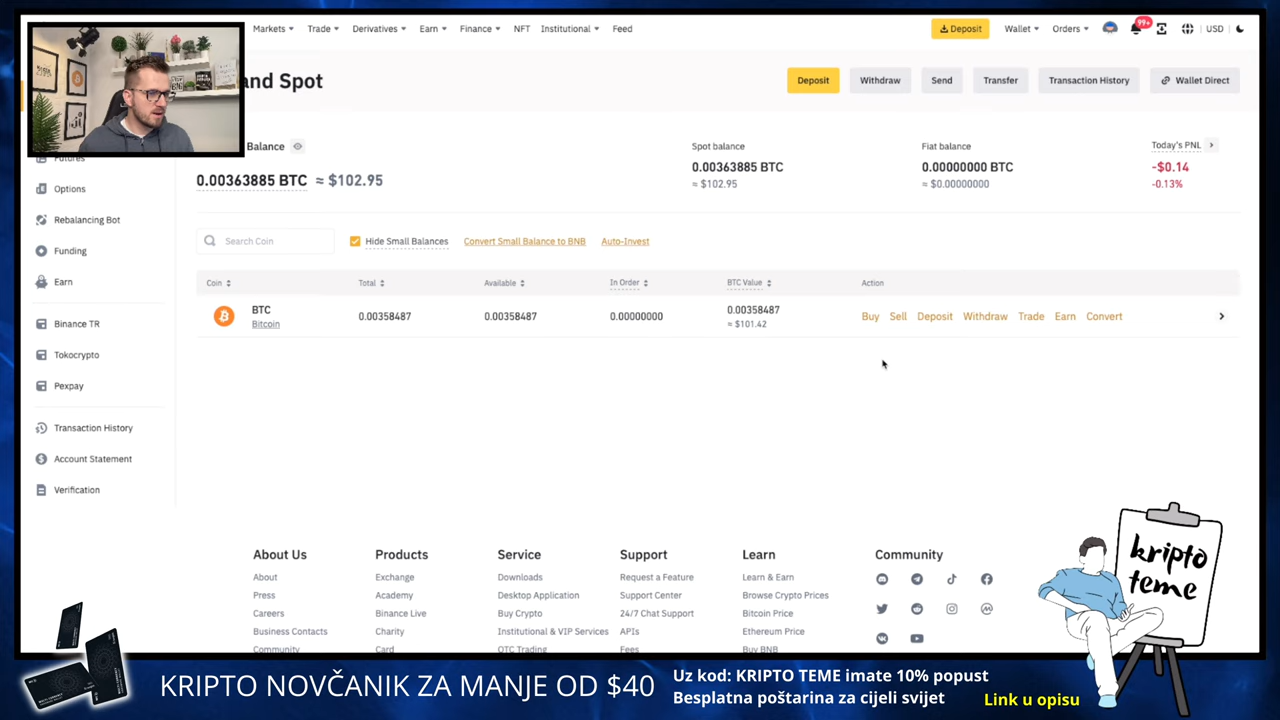 Markets Trade Derivatives Earn Finance NFT Institutional Feed Deposit Wallet Orders 99+ USD
and Spot
Deposit Withdraw Send Transfer Transaction History Wallet Direct
Balance
0.00363885 BTC ≈ $102.95
Spot balance
0.00363885 BTC
≈ $102.95
Fiat balance
0.00000000 BTC
≈ $0.00000000
Today's PNL
-$0.14
-0.13%
Futures
Options
Rebalancing Bot
Funding
Earn
Binance TR
Tokocrypto
Pexpay
Transaction History
Account Statement
Verification
Search Coin Hide Small Balances Convert Small Balance to BNB Auto-Invest
Coin Total Available In Order BTC Value Action
BTC 0.00358487 0.00358487 0.00000000 0.00358487 Buy Sell Deposit Withdraw Trade Earn Convert
Bitcoin ≈ $101.42
About Us
About
Press
Careers
Business Contacts
Community
Products
Exchange
Academy
Binance Live
Charity
Card
Service
Downloads
Desktop Application
Buy Crypto
Institutional & VIP Services
OTC Trading
Support
Request a Feature
Support Center
24/7 Chat Support
APIs
Fees
Learn
Learn & Earn
Browse Crypto Prices
Bitcoin Price
Ethereum Price
Buy BNB
Community
kripto
teme
KRIPTO NOVČANIK ZA MANJE OD $40
Uz kod: KRIPTO TEME imate 10% popust
Besplatna poštarina za cijeli svijet
Link u opisu